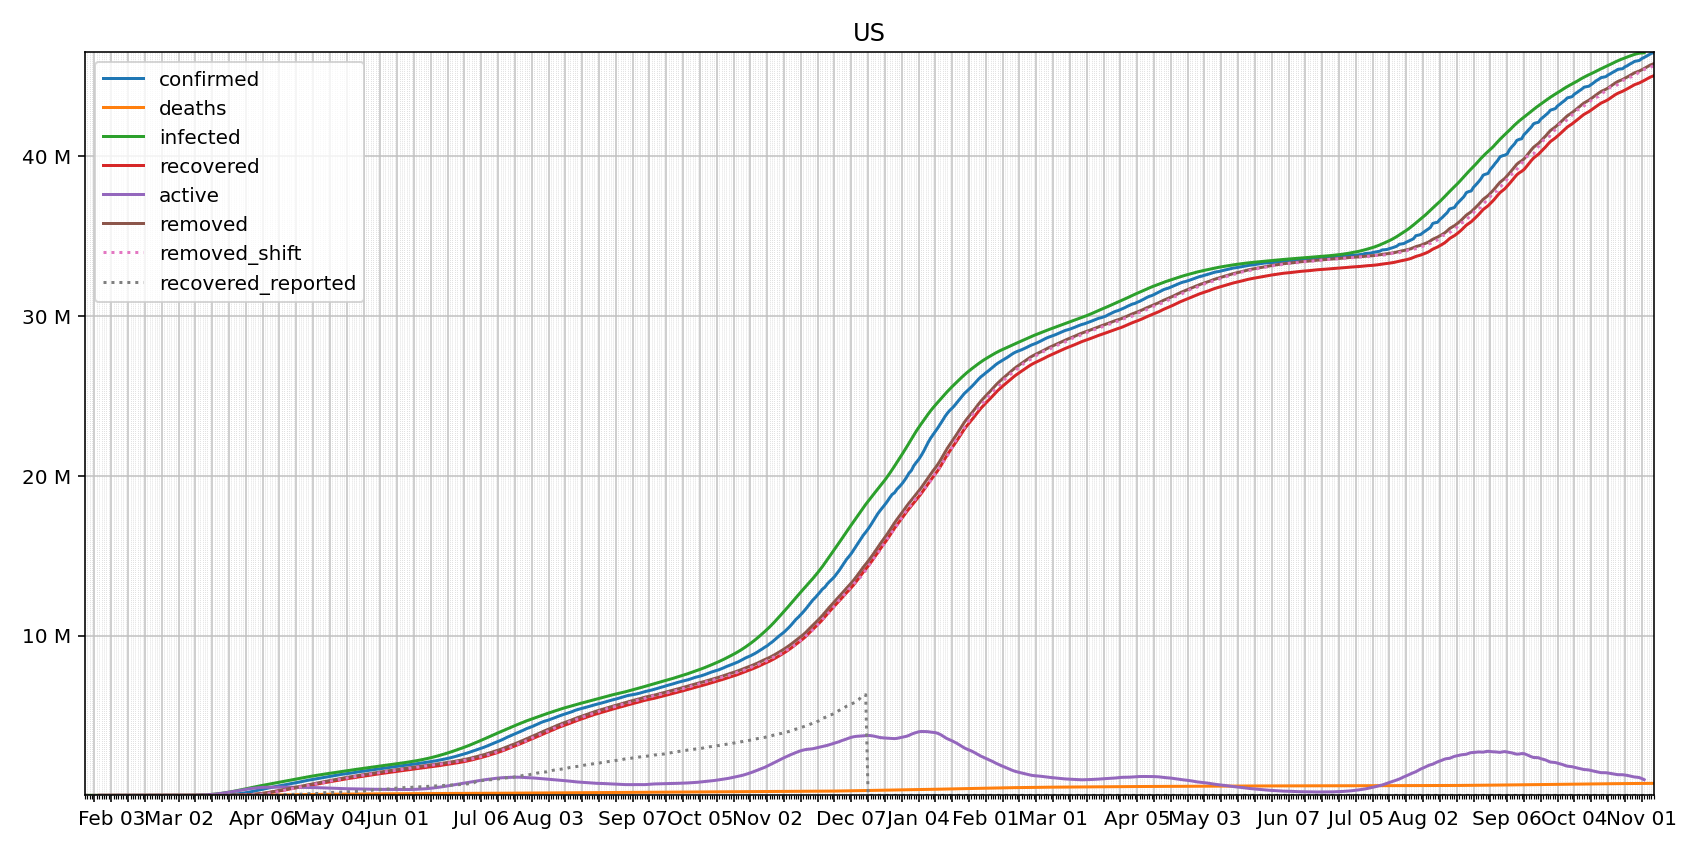 US
confirmed
deaths
infected
recovered
active
removed
removed_shift
recovered_reported
40 M
30 M
20 M
10 M
Feb 03 Mar 02 Apr 06 May 04 Jun 01 Jul 06 Aug 03 Sep 07 Oct 05 Nov 02 Dec 07 Jan 04 Feb 01 Mar 01 Apr 05 May 03 Jun 07 Jul 05 Aug 02 Sep 06 Oct 04 Nov 01